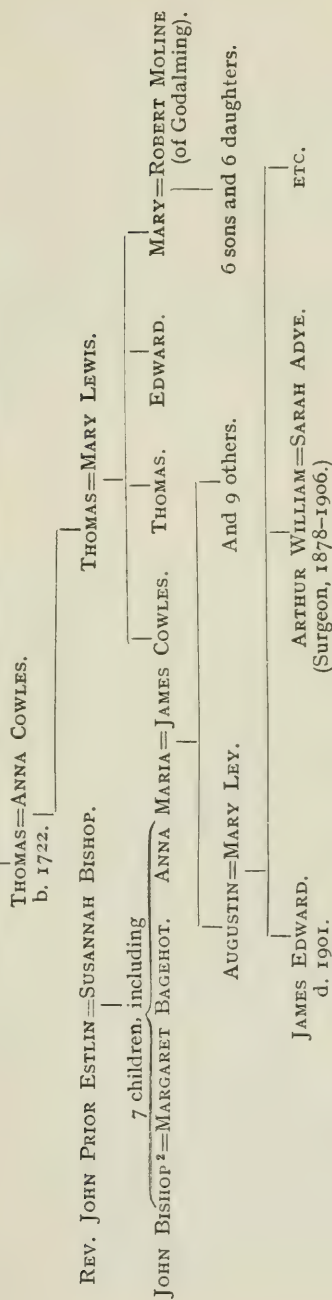 THOMAS=ANNA COWLES.
b. 1722.
REV. JOHN PRIOR ESTLIN=SUSANNAH BISHOP.
THOMAS=MARY LEWIS.
7 children, including
JOHN BISHOP²=MARGARET BAGEHOT. ANNA MARIA=JAMES COWLES. THOMAS. EDWARD. MARY=ROBERT MOLINE
(of Godalming).
AUGUSTIN=MARY LEY. And 9 others. 6 sons and 6 daughters.
JAMES EDWARD. ARTHUR WILLIAM=SARAH ADYE. ETC.
d. 1901. (Surgeon, 1878–1906.)